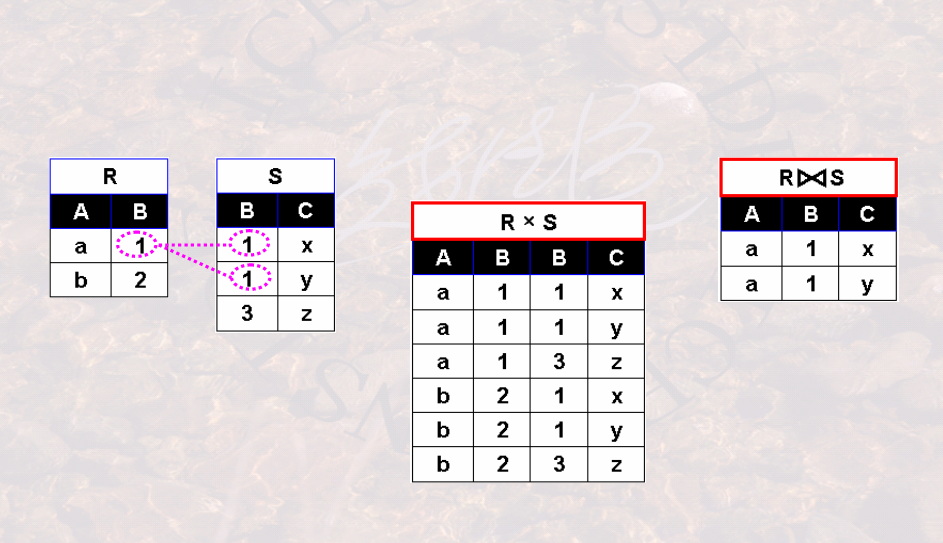 R
A B
a 1
b 2
S
B C
1 x
1 y
3 z
R × S
A B B C
a 1 1 x
a 1 1 y
a 1 3 z
b 2 1 x
b 2 1 y
b 2 3 z
R⋈S
A B C
a 1 x
a 1 y